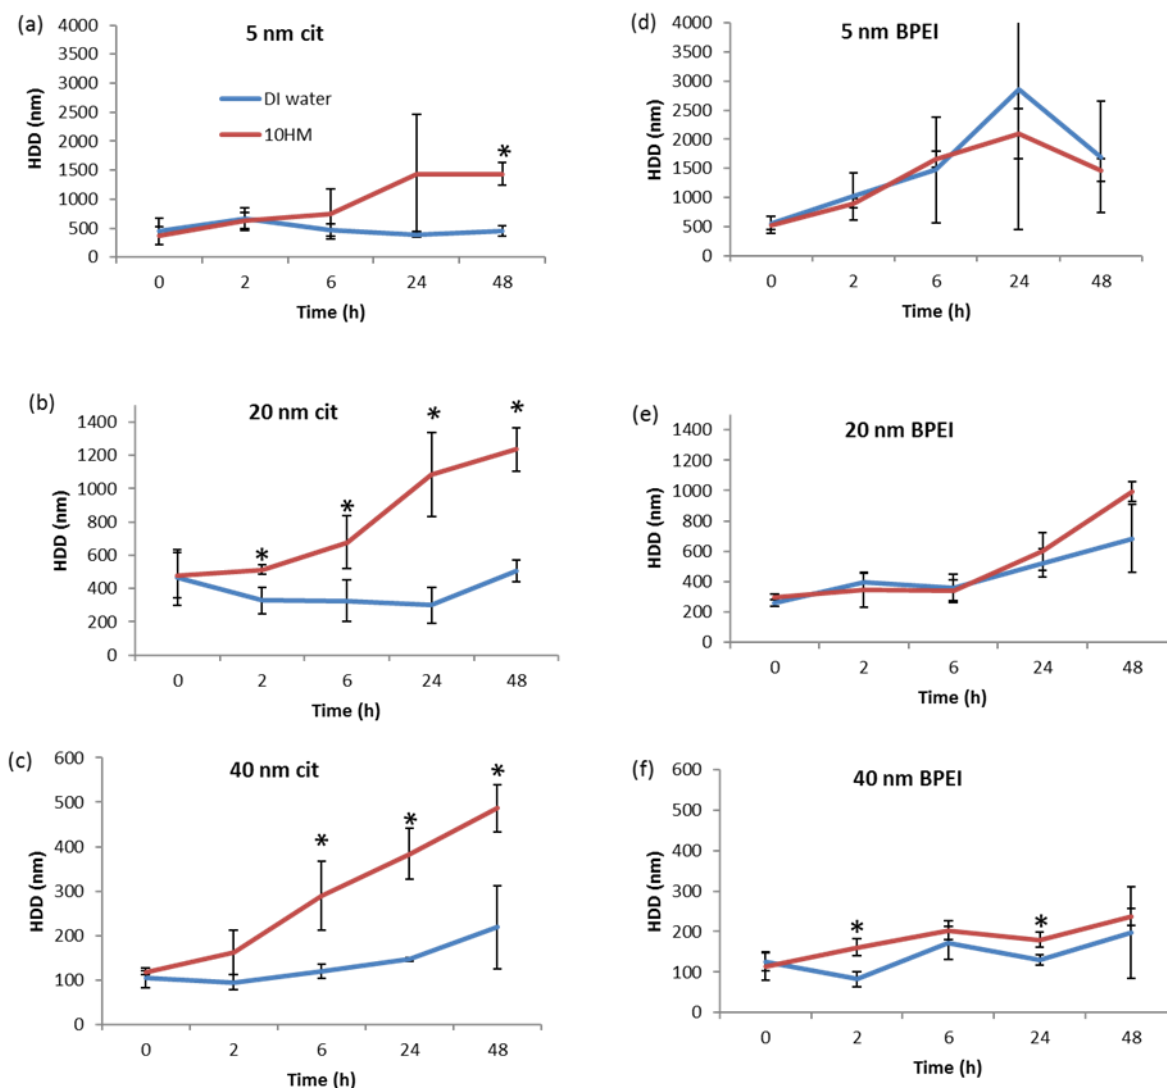 (a)
5 nm cit
4000
3500
3000
2500
2000
1500
1000
500
0
HDD (nm)
DI water
10HM
*
0 2 6 24 48
Time (h)
(d)
5 nm BPEI
4000
3500
3000
2500
2000
1500
1000
500
0
HDD (nm)
0 2 6 24 48
Time (h)
(b)
20 nm cit
1400
1200
1000
800
600
400
200
0
HDD (nm)
* * * *
0 2 6 24 48
Time (h)
(e)
20 nm BPEI
1400
1200
1000
800
600
400
200
0
HDD (nm)
0 2 6 24 48
Time (h)
(c)
40 nm cit
600
500
400
300
200
100
0
HDD (nm)
* * *
0 2 6 24 48
Time (h)
(f)
40 nm BPEI
600
500
400
300
200
100
0
HDD (nm)
* *
0 2 6 24 48
Time (h)